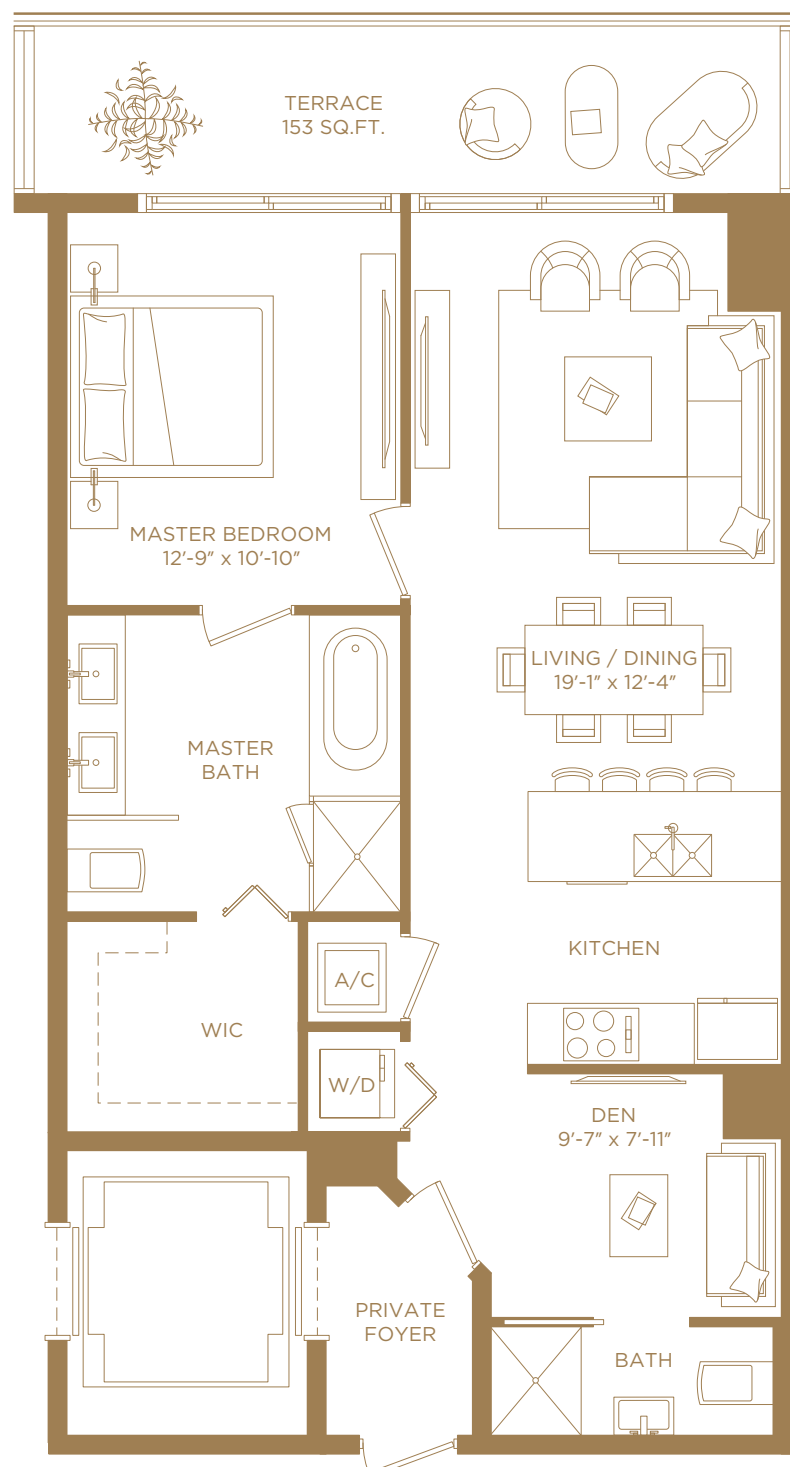 TERRACE
153 SQ.FT.
MASTER BEDROOM
12'-9" x 10'-10"
LIVING / DINING
19'-1" x 12'-4"
MASTER
BATH
KITCHEN
A/C
WIC
W/D
DEN
9'-7" x 7'-11"
PRIVATE
FOYER
BATH